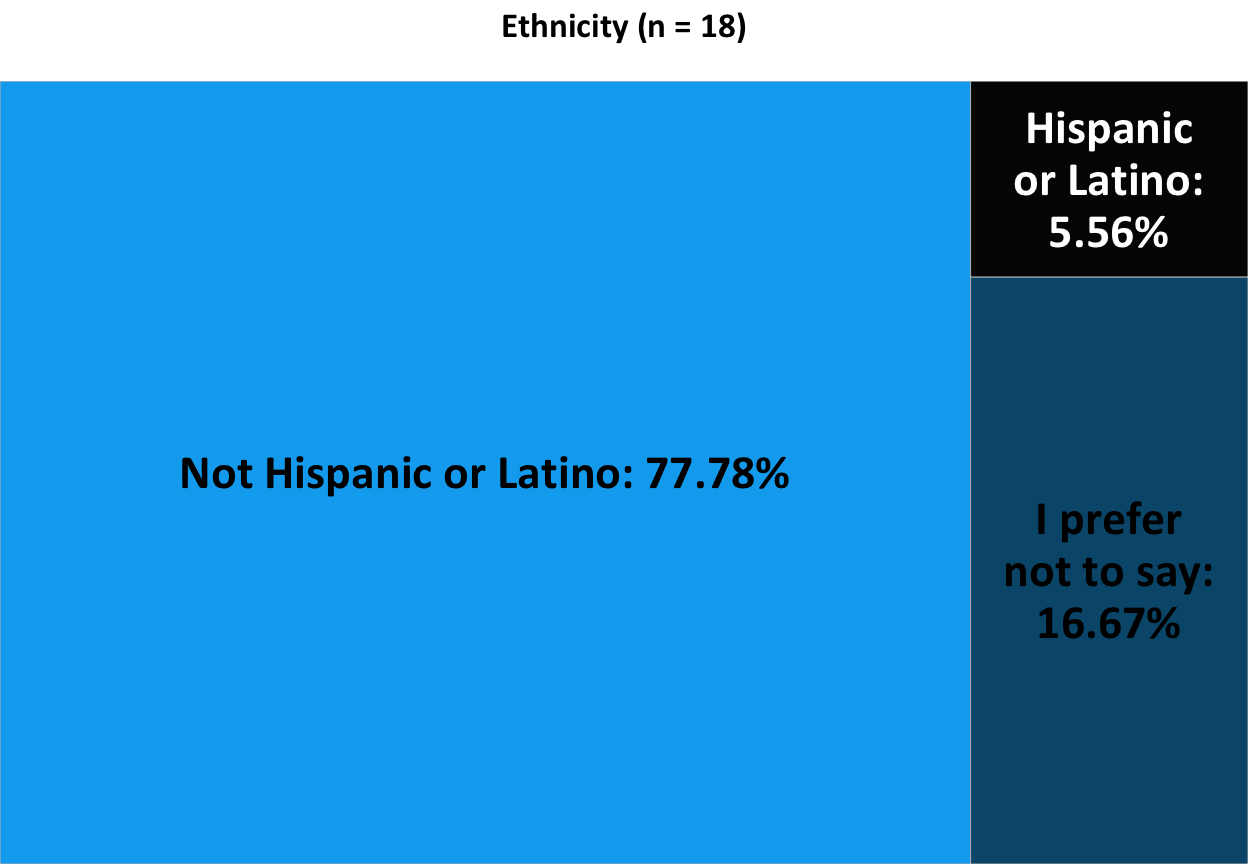 Ethnicity (n = 18)
Not Hispanic or Latino: 77.78%
Hispanic
or Latino:
5.56%
I prefer
not to say:
16.67%